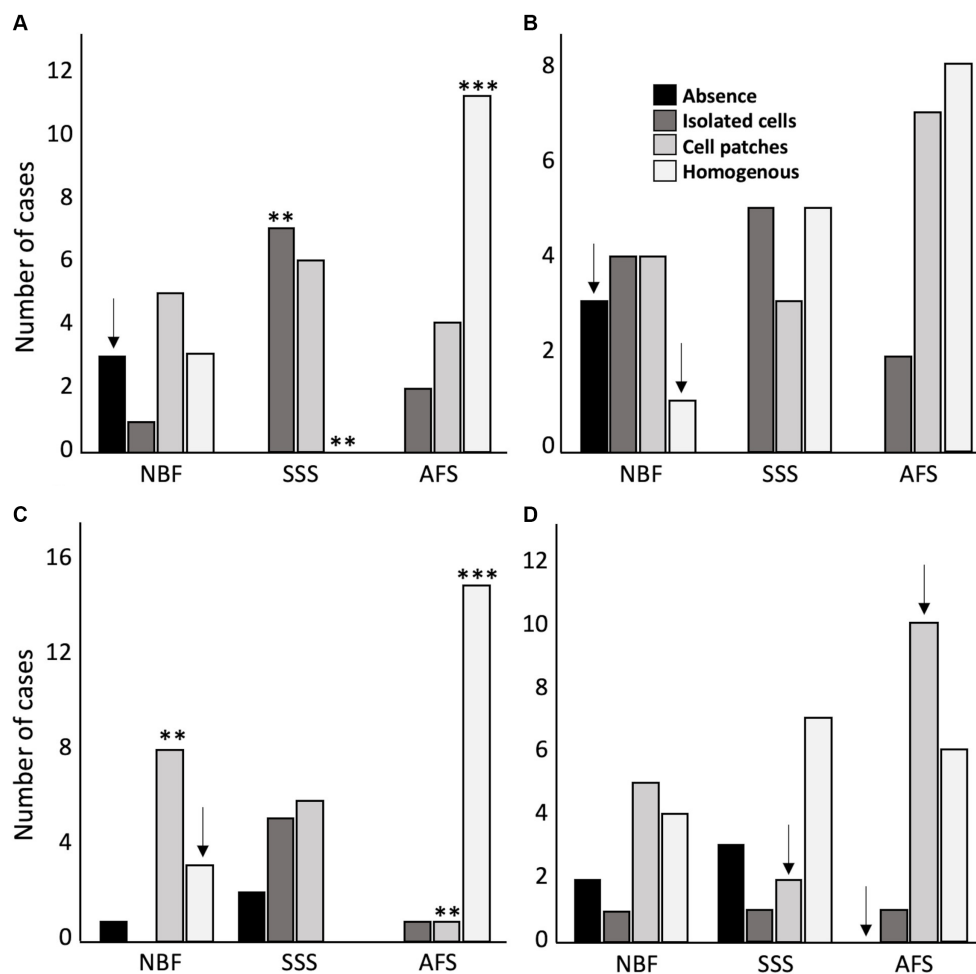 A
Number of cases
12
10
8
6
4
2
0
**
**
***
NBF SSS AFS
B
8
6
4
2
0
Absence
Isolated cells
Cell patches
Homogenous
NBF SSS AFS
C
Number of cases
16
12
8
4
0
**
**
***
NBF SSS AFS
D
12
10
8
6
4
2
0
NBF SSS AFS